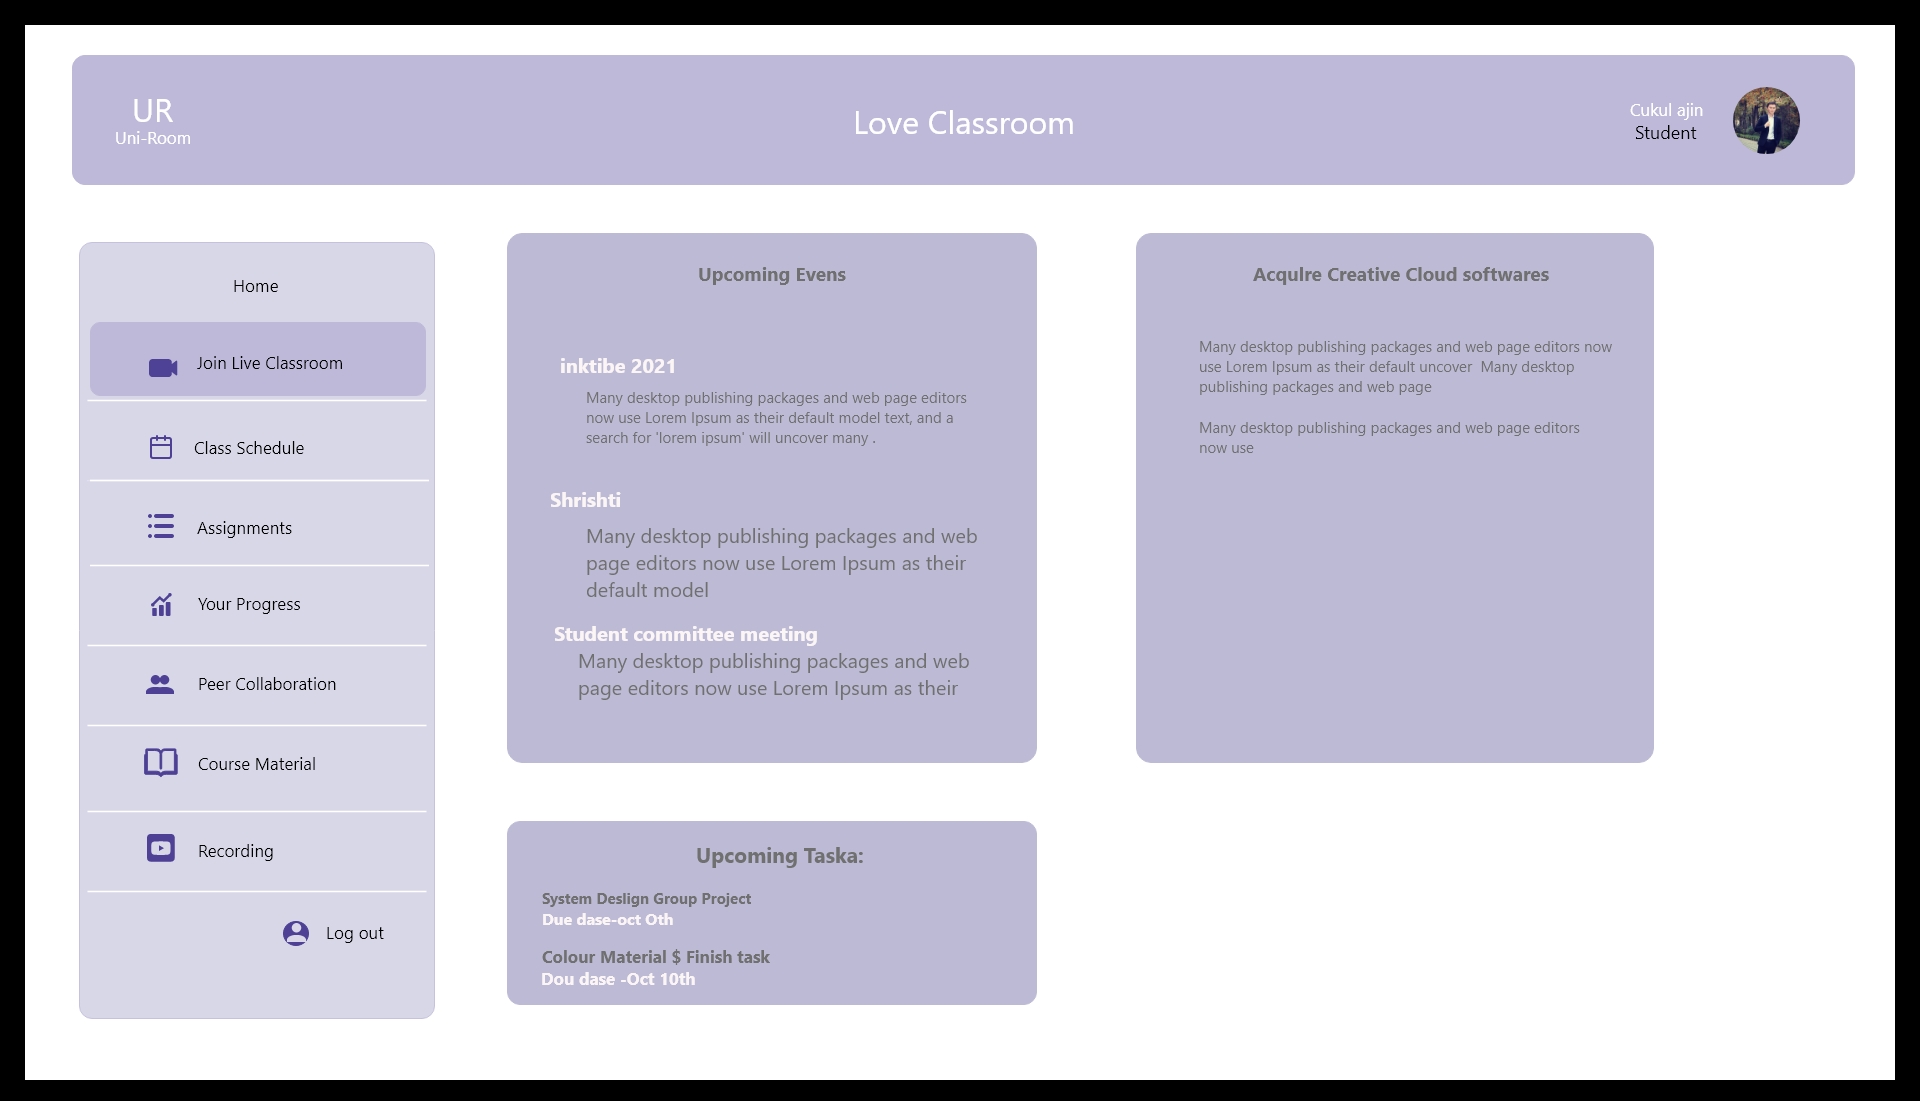 UR
Uni-Room
Love Classroom
Cukul ajin
Student
Home
Join Live Classroom
Class Schedule
Assignments
Your Progress
Peer Collaboration
Course Material
Recording
Log out
Upcoming Evens
inktibe 2021
Many desktop publishing packages and web page editors
now use Lorem Ipsum as their default model text, and a
search for 'lorem ipsum' will uncover many .
Shrishti
Many desktop publishing packages and web
page editors now use Lorem Ipsum as their
default model
Student committee meeting
Many desktop publishing packages and web
page editors now use Lorem Ipsum as their
Acqulre Creative Cloud softwares
Many desktop publishing packages and web page editors now
use Lorem Ipsum as their default uncover  Many desktop
publishing packages and web page
Many desktop publishing packages and web page editors
now use
Upcoming Taska:
System Deslign Group Project
Due dase-oct Oth
Colour Material $ Finish task
Dou dase -Oct 10th